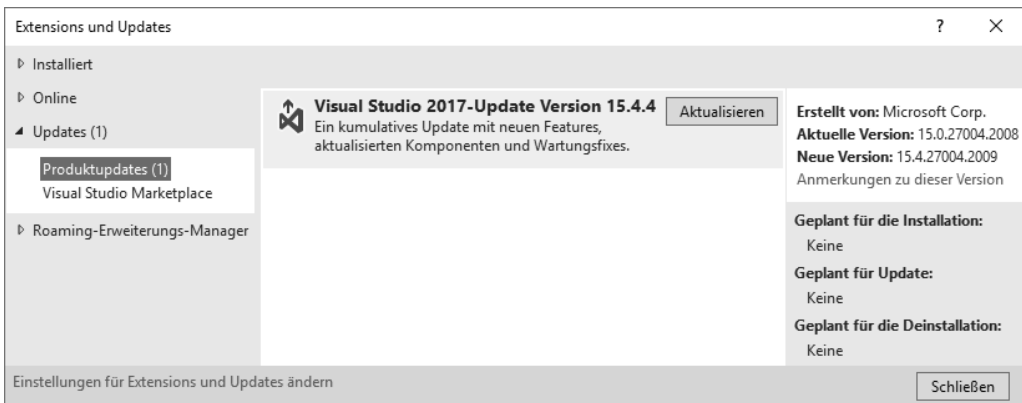 Extensions und Updates
?
Installiert
Online
Updates (1)
Produktupdates (1)
Visual Studio Marketplace
Roaming-Erweiterungs-Manager
Visual Studio 2017-Update Version 15.4.4
Aktualisieren
Ein kumulatives Update mit neuen Features,
aktualisierten Komponenten und Wartungsfixes.
Erstellt von: Microsoft Corp.
Aktuelle Version: 15.0.27004.2008
Neue Version: 15.4.27004.2009
Anmerkungen zu dieser Version
Geplant für die Installation:
Keine
Geplant für Update:
Keine
Geplant für die Deinstallation:
Keine
Einstellungen für Extensions und Updates ändern
Schließen